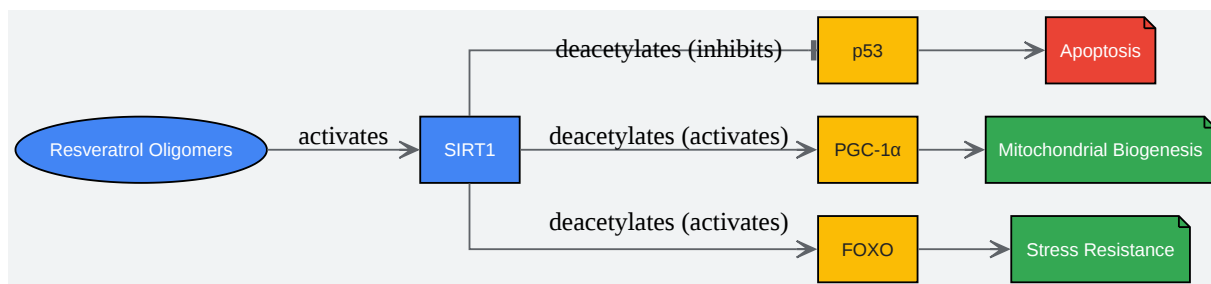 deacetylates (inhibits)
p53
Apoptosis
Resveratrol Oligomers
activates
SIRT1
deacetylates (activates)
PGC-1α
Mitochondrial Biogenesis
deacetylates (activates)
FOXO
Stress Resistance